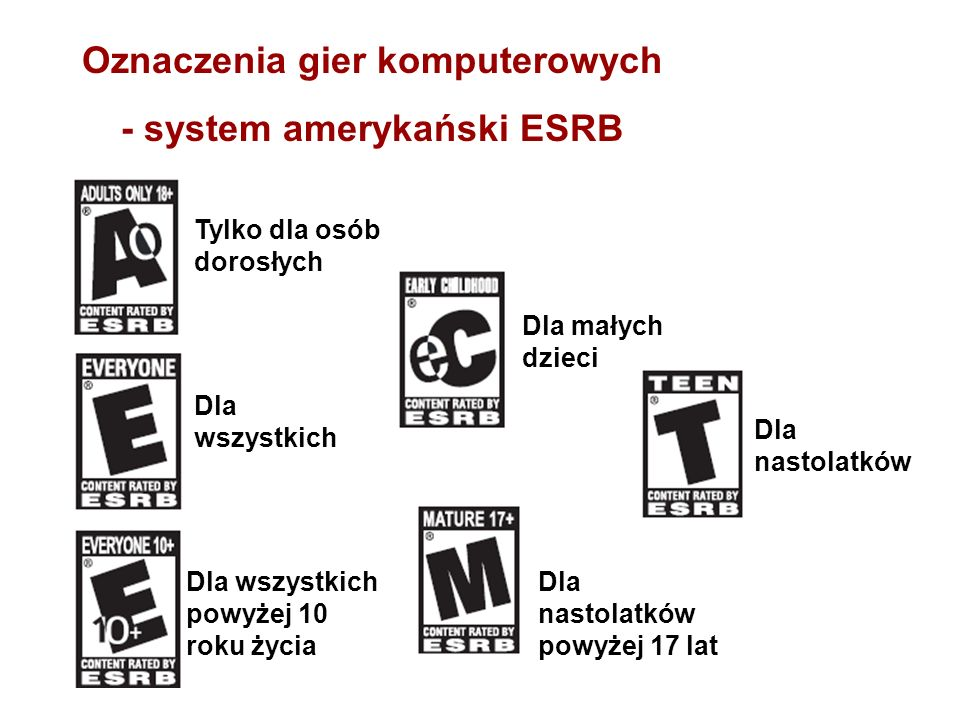 Oznaczenia gier komputerowych
- system amerykański ESRB
ADULTS ONLY 18+
®
AO
CONTENT RATED BY
ESRB
Tylko dla osób
dorosłych
EARLY CHILDHOOD
®
eC
CONTENT RATED BY
ESRB
Dla małych
dzieci
EVERYONE
®
E
CONTENT RATED BY
ESRB
Dla
wszystkich
TEEN
®
T
CONTENT RATED BY
ESRB
Dla
nastolatków
EVERYONE 10+
®
E
10+
CONTENT RATED BY
ESRB
Dla wszystkich
powyżej 10
roku życia
MATURE 17+
®
M
CONTENT RATED BY
ESRB
Dla
nastolatków
powyżej 17 lat